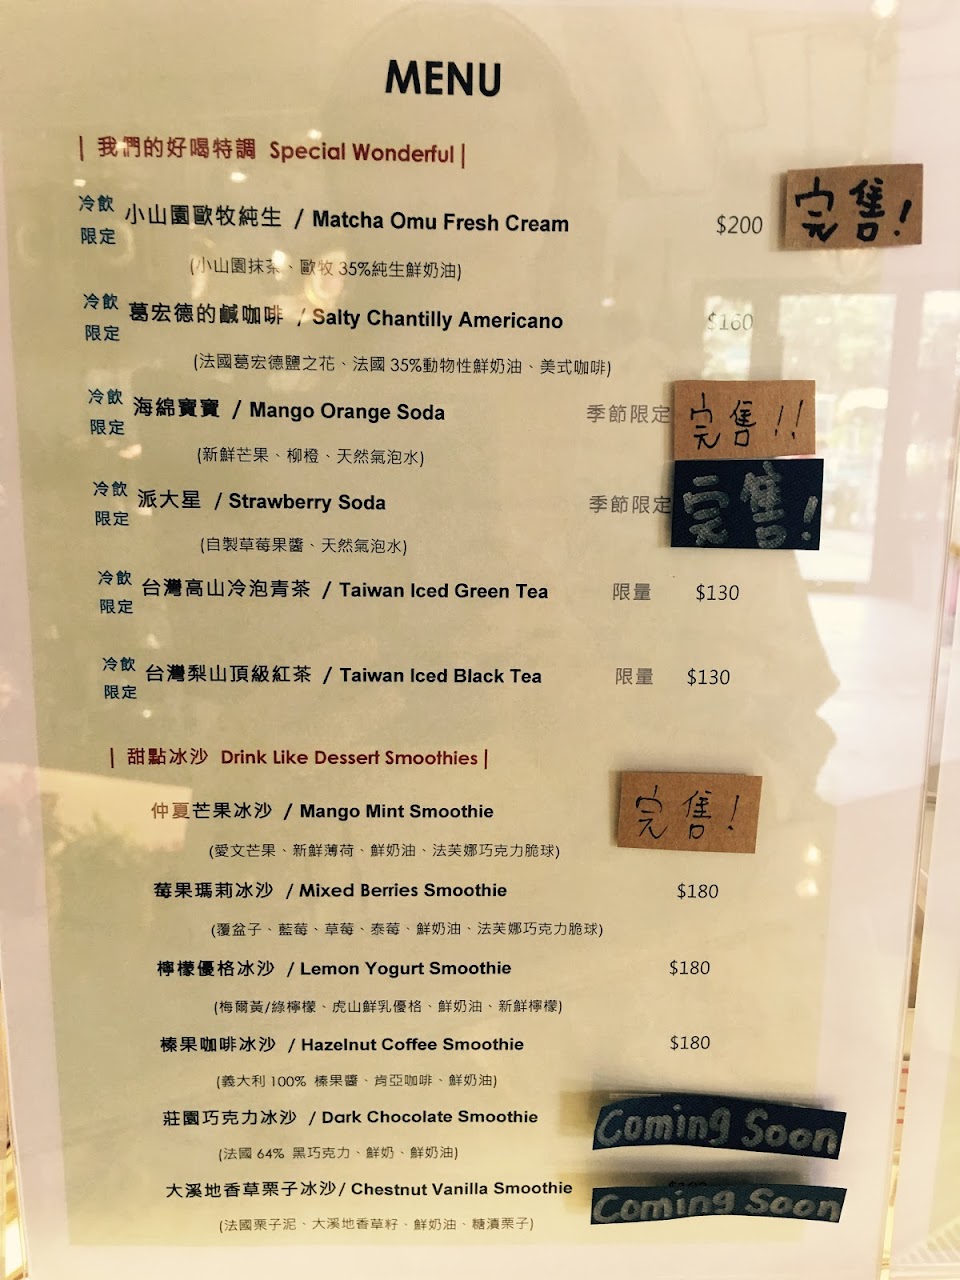 MENU
| 我們的好喝特調 Special Wonderful |
冷飲限定 小山園歐牧純生 / Matcha Omu Fresh Cream $200 完售!
(小山園抹茶、歐牧 35%純生鮮奶油)
冷飲限定 葛宏德的鹹咖啡 / Salty Chantilly Americano $160
(法國葛宏德鹽之花、法國 35%動物性鮮奶油、美式咖啡)
冷飲限定 海綿寶寶 / Mango Orange Soda 季節限定 完售!!
(新鮮芒果、柳橙、天然氣泡水)
冷飲限定 派大星 / Strawberry Soda 季節限定 完售!
(自製草莓果醬、天然氣泡水)
冷飲限定 台灣高山冷泡青茶 / Taiwan Iced Green Tea 限量 $130
冷飲限定 台灣梨山頂級紅茶 / Taiwan Iced Black Tea 限量 $130
| 甜點冰沙 Drink Like Dessert Smoothies |
仲夏芒果冰沙 / Mango Mint Smoothie 完售!
(愛文芒果、新鮮薄荷、鮮奶油、法芙娜巧克力脆球)
莓果瑪莉冰沙 / Mixed Berries Smoothie $180
(覆盆子、藍莓、草莓、泰莓、鮮奶油、法芙娜巧克力脆球)
檸檬優格冰沙 / Lemon Yogurt Smoothie $180
(梅爾黃/綠檸檬、虎山鮮乳優格、鮮奶油、新鮮檸檬)
榛果咖啡冰沙 / Hazelnut Coffee Smoothie $180
(義大利 100% 榛果醬、肯亞咖啡、鮮奶油)
莊園巧克力冰沙 / Dark Chocolate Smoothie Coming Soon
(法國 64% 黑巧克力、鮮奶、鮮奶油)
大溪地香草栗子冰沙/ Chestnut Vanilla Smoothie Coming Soon
(法國栗子泥、大溪地香草籽、鮮奶油、糖漬栗子)